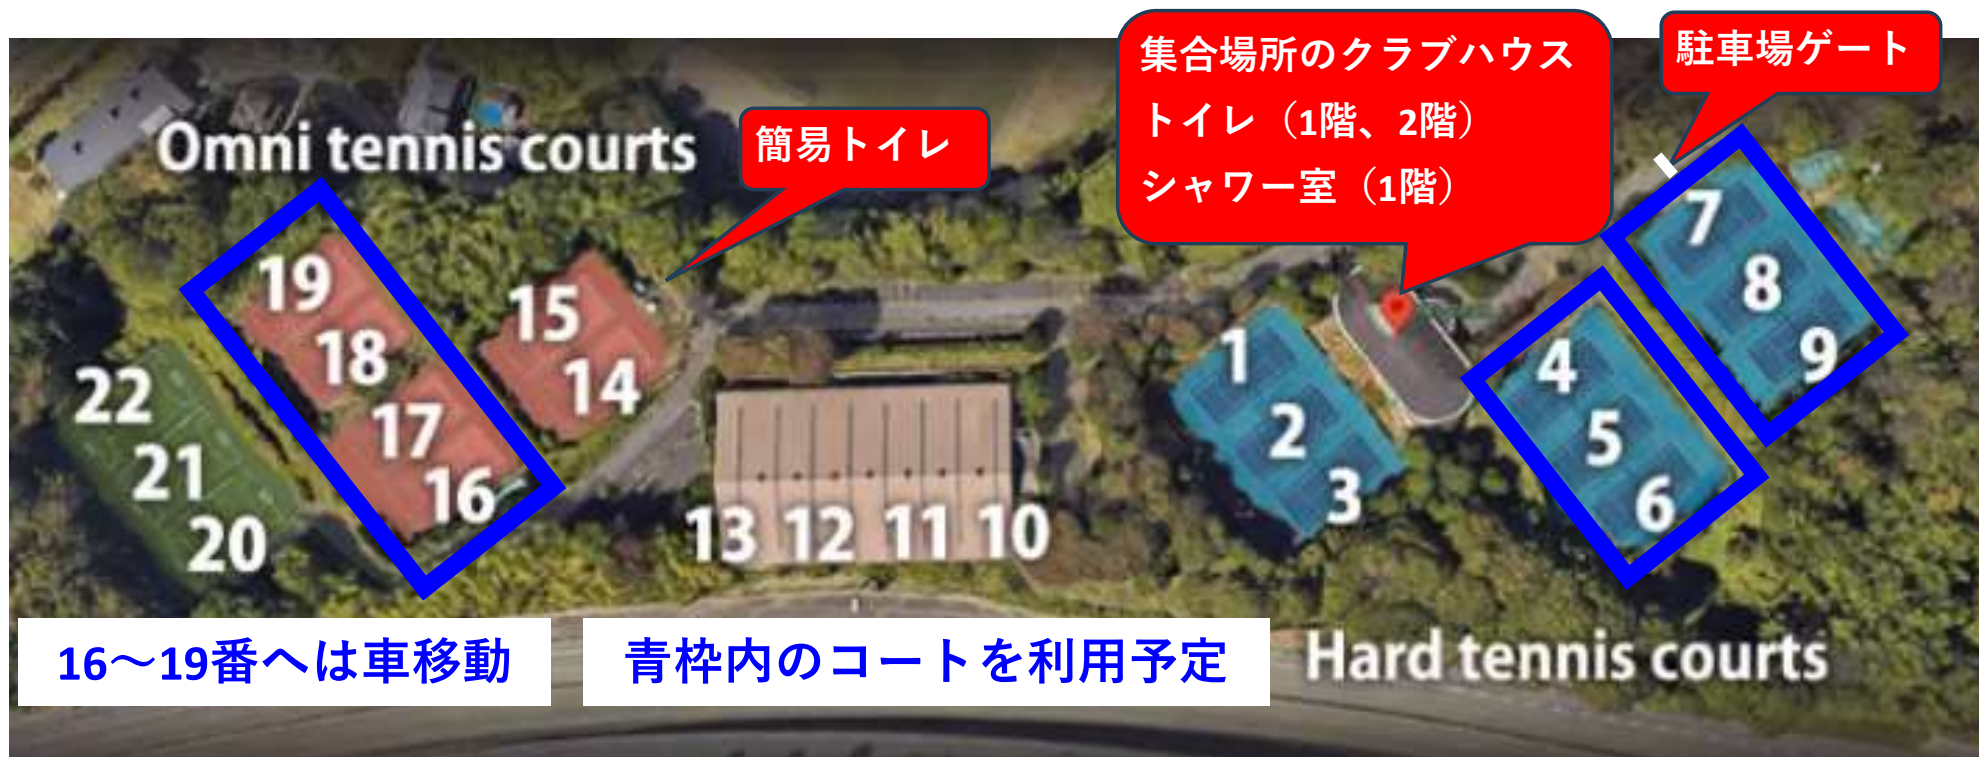 集合場所のクラブハウス
トイレ（1階、2階）
シャワー室（1階）
駐車場ゲート
簡易トイレ
Omni tennis courts
19
18
17
16
15
14
22
21
20
13 12 11 10
1
2
3
4
5
6
7
8
9
16～19番へは車移動
青枠内のコートを利用予定
Hard tennis courts